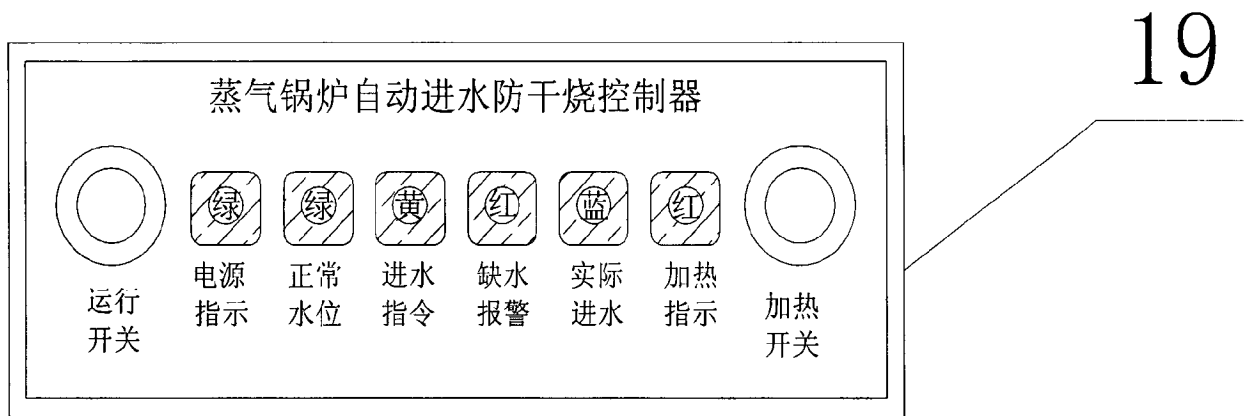 19
蒸气锅炉自动进水防干烧控制器
绿 绿 黄 红 蓝 红
电源 正常 进水 缺水 实际 加热
指示 水位 指令 报警 进水 指示
运行
开关
加热
开关